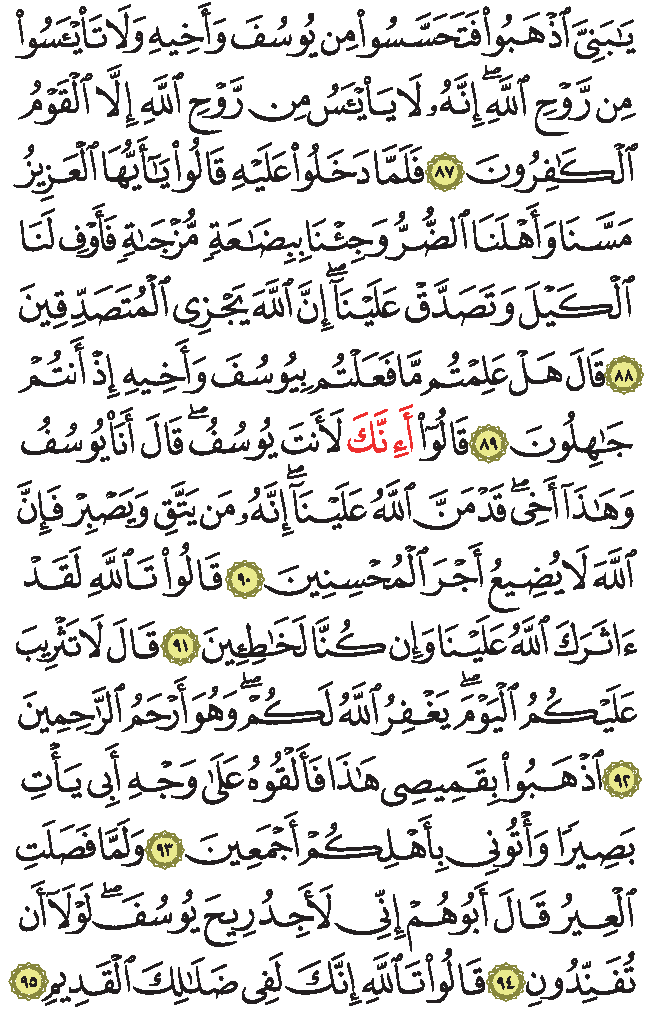 يَـٰبَنِىَّ ٱذْهَبُوا۟ فَتَحَسَّسُوا۟ مِن يُوسُفَ وَأَخِيهِ وَلَا تَا۟يْـَٔسُوا۟
مِن رَّوْحِ ٱللَّهِ ۖ إِنَّهُۥ لَا يَا۟يْـَٔسُ مِن رَّوْحِ ٱللَّهِ إِلَّا ٱلْقَوْمُ
ٱلْكَـٰفِرُونَ ٨٧ فَلَمَّا دَخَلُوا۟ عَلَيْهِ قَالُوا۟ يَـٰٓأَيُّهَا ٱلْعَزِيزُ
مَسَّنَا وَأَهْلَنَا ٱلضُّرُّ وَجِئْنَا بِبِضَـٰعَةٍ مُّزْجَىٰةٍ فَأَوْفِ لَنَا
ٱلْكَيْلَ وَتَصَدَّقْ عَلَيْنَآ ۖ إِنَّ ٱللَّهَ يَجْزِى ٱلْمُتَصَدِّقِينَ
٨٨ قَالَ هَلْ عَلِمْتُم مَّا فَعَلْتُم بِيُوسُفَ وَأَخِيهِ إِذْ أَنتُمْ
جَـٰهِلُونَ ٨٩ قَالُوٓا۟ أَءِنَّكَ لَأَنتَ يُوسُفُ ۖ قَالَ أَنَا۠ يُوسُفُ
وَهَـٰذَآ أَخِى ۖ قَدْ مَنَّ ٱللَّهُ عَلَيْنَآ ۖ إِنَّهُۥ مَن يَتَّقِ وَيَصْبِرْ فَإِنَّ
ٱللَّهَ لَا يُضِيعُ أَجْرَ ٱلْمُحْسِنِينَ ٩٠ قَالُوا۟ تَٱللَّهِ لَقَدْ
ءَاثَرَكَ ٱللَّهُ عَلَيْنَا وَإِن كُنَّا لَخَـٰطِـِٔينَ ٩١ قَالَ لَا تَثْرِيبَ
عَلَيْكُمُ ٱلْيَوْمَ ۖ يَغْفِرُ ٱللَّهُ لَكُمْ ۖ وَهُوَ أَرْحَمُ ٱلرَّٰحِمِينَ
٩٢ ٱذْهَبُوا۟ بِقَمِيصِى هَـٰذَا فَأَلْقُوهُ عَلَىٰ وَجْهِ أَبِى يَأْتِ
بَصِيرًا وَأْتُونِى بِأَهْلِكُمْ أَجْمَعِينَ ٩٣ وَلَمَّا فَصَلَتِ
ٱلْعِيرُ قَالَ أَبُوهُمْ إِنِّى لَأَجِدُ رِيحَ يُوسُفَ ۖ لَوْلَآ أَن
تُفَنِّدُونِ ٩٤ قَالُوا۟ تَٱللَّهِ إِنَّكَ لَفِى ضَلَـٰلِكَ ٱلْقَدِيمِ ٩٥